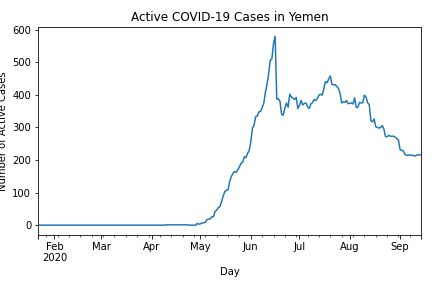 Active COVID-19 Cases in Yemen
Number of Active Cases
600
500
400
300
200
100
0
Feb Mar Apr May Jun Jul Aug Sep
2020
Day